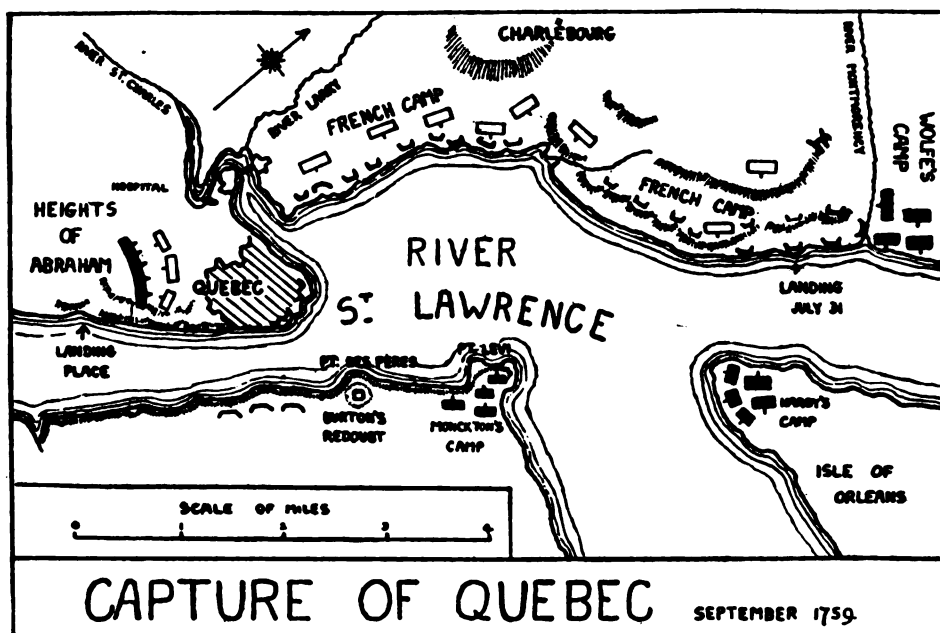 CHARLEBOURG
RIVER ST. CHARLES
RIVER LAIRY
FRENCH CAMP
RIVER MONTMORENCY
WOLFE'S
CAMP
HOSPITAL
HEIGHTS
OF
ABRAHAM
QUEBEC
FRENCH CAMP
RIVER
ST LAWRENCE
LANDING
JULY 31
LANDING
PLACE
PT. DES PÈRES
PT. LEVI
BURTON'S
REDOUBT
MONCKTON'S
CAMP
HARDY'S
CAMP
ISLE OF
ORLEANS
SCALE OF MILES
0 1 2 3 4
CAPTURE OF QUEBEC SEPTEMBER 1759.